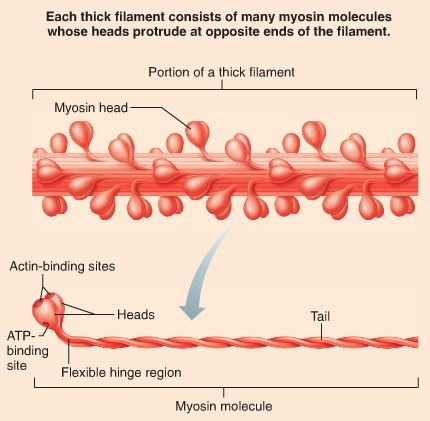 Each thick filament consists of many myosin molecules
whose heads protrude at opposite ends of the filament.
Portion of a thick filament
Myosin head
Actin-binding sites
Heads
Tail
ATP-
binding
site
Flexible hinge region
Myosin molecule